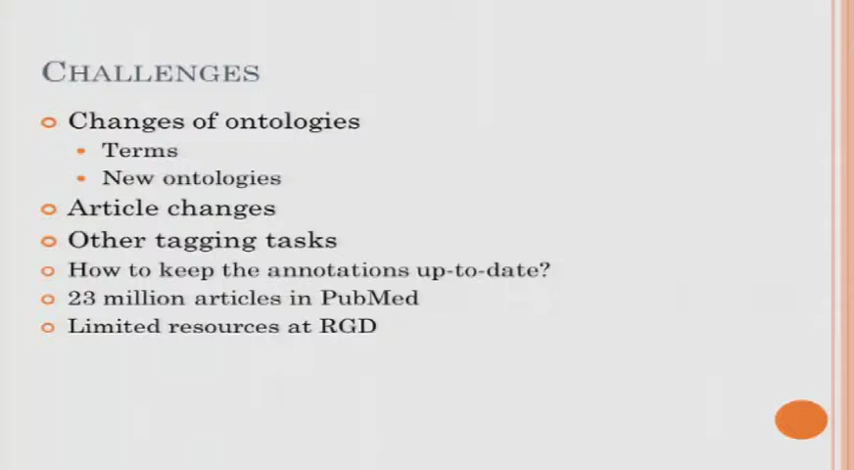 CHALLENGES
Changes of ontologies
Terms
New ontologies
Article changes
Other tagging tasks
How to keep the annotations up-to-date?
23 million articles in PubMed
Limited resources at RGD